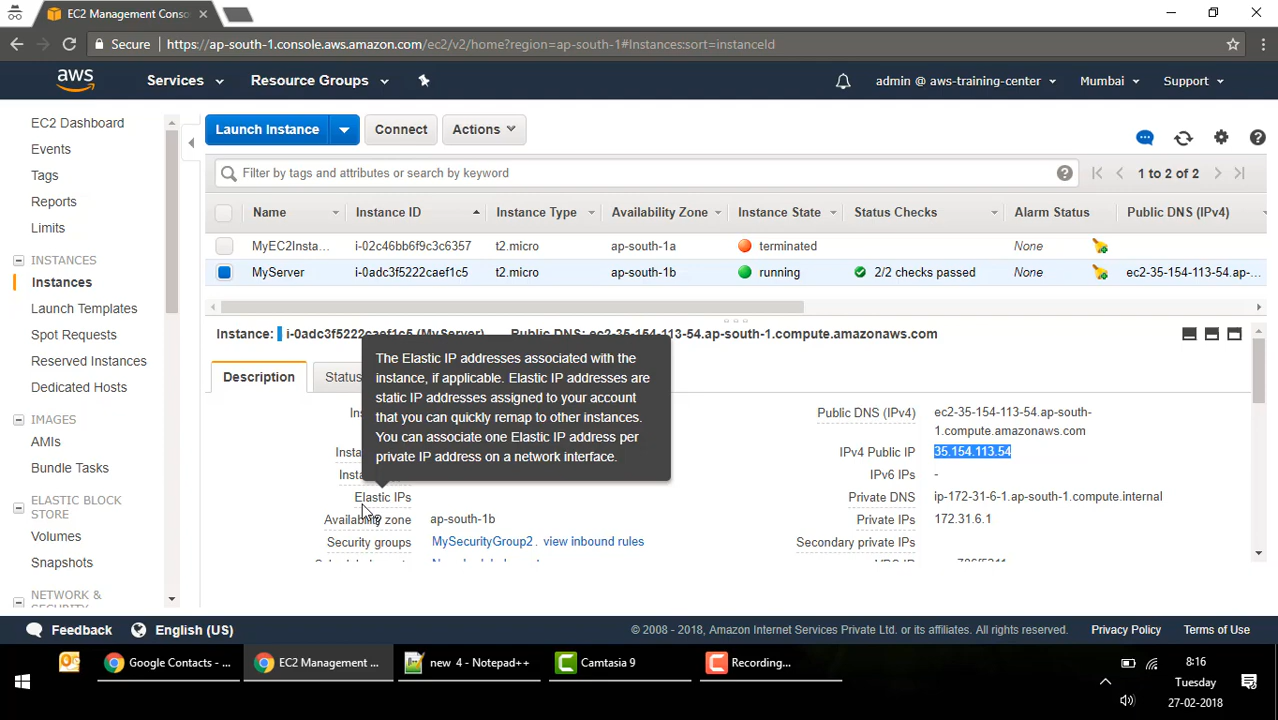 EC2 Management Conso
Secure https://ap-south-1.console.aws.amazon.com/ec2/v2/home?region=ap-south-1#Instances:sort=instanceId
aws Services Resource Groups admin @ aws-training-center Mumbai Support
EC2 Dashboard
Events
Tags
Reports
Limits
INSTANCES
Instances
Launch Templates
Spot Requests
Reserved Instances
Dedicated Hosts
IMAGES
AMIs
Bundle Tasks
ELASTIC BLOCK
STORE
Volumes
Snapshots
NETWORK &
SECURITY
Launch Instance Connect Actions
Filter by tags and attributes or search by keyword 1 to 2 of 2
Name Instance ID Instance Type Availability Zone Instance State Status Checks Alarm Status Public DNS (IPv4)
MyEC2Insta... i-02c46bb6f9c3c6357 t2.micro ap-south-1a terminated None
MyServer i-0adc3f5222caef1c5 t2.micro ap-south-1b running 2/2 checks passed None ec2-35-154-113-54.ap-...
Instance: i-0adc3f5222caef1c5 (MyServer) Public DNS: ec2-35-154-113-54.ap-south-1.compute.amazonaws.com
Description Status
The Elastic IP addresses associated with the
instance, if applicable. Elastic IP addresses are
static IP addresses assigned to your account
that you can quickly remap to other instances.
You can associate one Elastic IP address per
private IP address on a network interface.
Elastic IPs
Availability zone ap-south-1b
Security groups MySecurityGroup2 . view inbound rules
Public DNS (IPv4) ec2-35-154-113-54.ap-south-
1.compute.amazonaws.com
IPv4 Public IP 35.154.113.54
IPv6 IPs -
Private DNS ip-172-31-6-1.ap-south-1.compute.internal
Private IPs 172.31.6.1
Secondary private IPs
Feedback English (US) © 2008 - 2018, Amazon Internet Services Private Ltd. or its affiliates. All rights reserved. Privacy Policy Terms of Use
Google Contacts - ... EC2 Management ... new 4 - Notepad++ Camtasia 9 Recording...
8:16
Tuesday
27-02-2018